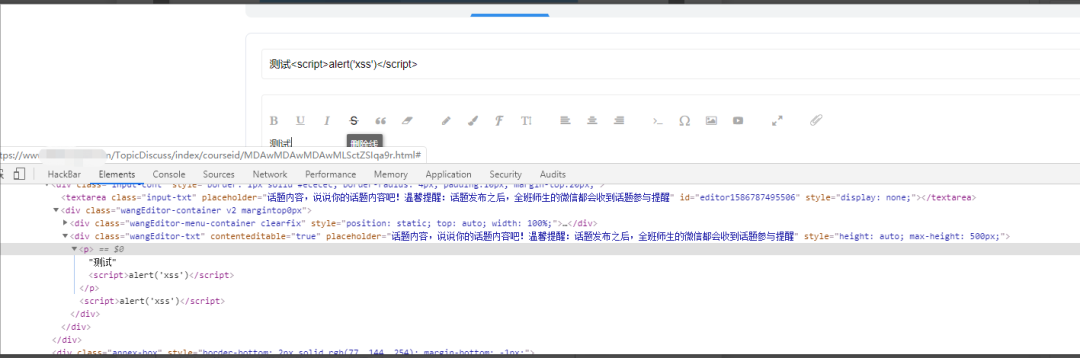 测试<script>alert('xss')</script>
B U I S
测试
删除线
ttps://www
n/TopicDiscuss/index/courseid/MDAwMDAwMDAwMLSctZSIqa9r.html#
HackBar Elements Console Sources Network Performance Memory Application Security Audits
<div class="input-cont" style="border: 1px solid #ececec; border-radius: 4px; padding:10px; margin-top:20px;">
<textarea class="input-txt" placeholder="话题内容，说说你的话题内容吧！温馨提醒：话题发布之后，全班师生的微信都会收到话题参与提醒" id="editor1586787495506" style="display: none;"></textarea>
▼<div class="wangEditor-container v2 margintop0px">
▶<div class="wangEditor-menu-container clearfix" style="position: static; top: auto; width: 100%;">…</div>
▼<div class="wangEditor-txt" contenteditable="true" placeholder="话题内容，说说你的话题内容吧！温馨提醒：话题发布之后，全班师生的微信都会收到话题参与提醒" style="height: auto; max-height: 500px;">
▼<p> == $0
"测试"
<script>alert('xss')</script>
</p>
<script>alert('xss')</script>
</div>
</div>
</div>
<div class="annex-box" style="border-bottom: 2px solid rgb(77, 144, 254); margin-bottom: -1px;">